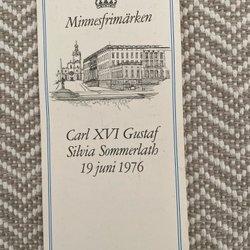 Minnesfrimärken
Carl XVI Gustaf
Silvia Sommerlath
19 juni 1976